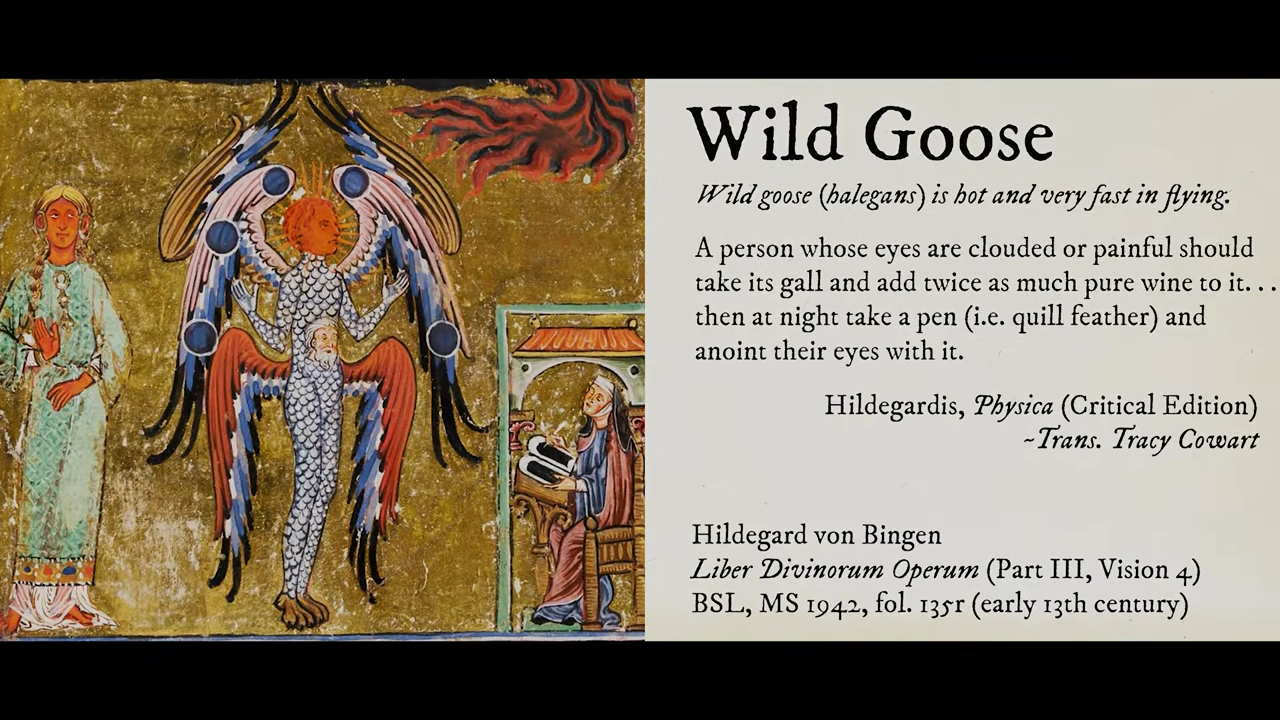 Wild Goose
Wild goose (halegans) is hot and very fast in flying.
A person whose eyes are clouded or painful should
take its gall and add twice as much pure wine to it. . .
then at night take a pen (i.e. quill feather) and
anoint their eyes with it.
Hildegardis, Physica (Critical Edition)
~Trans. Tracy Cowart
Hildegard von Bingen
Liber Divinorum Operum (Part III, Vision 4)
BSL, MS 1942, fol. 135r (early 13th century)